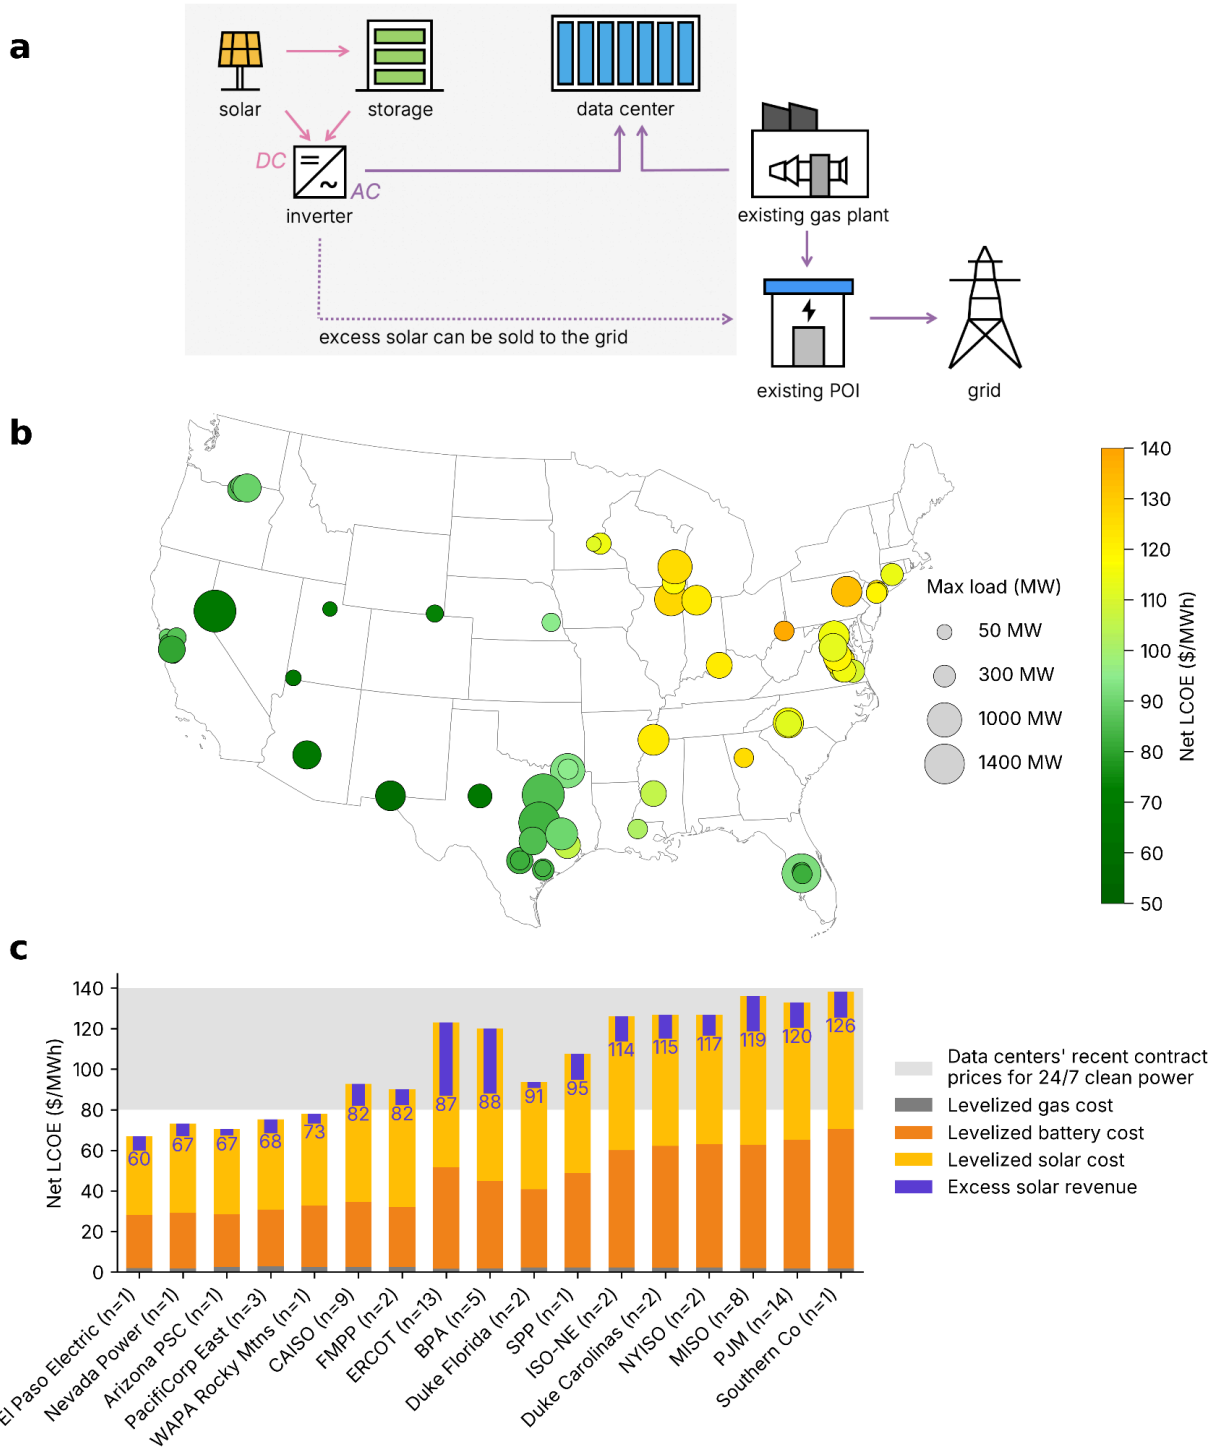 a
solar
storage
data center
DC
AC
inverter
existing gas plant
excess solar can be sold to the grid
existing POI
grid
b
Max load (MW)
50 MW
300 MW
1000 MW
1400 MW
140
130
120
110
100
90
80
70
60
50
Net LCOE ($/MWh)
c
Net LCOE ($/MWh)
140
120
100
80
60
40
20
0
60
67
67
68
73
82
82
87
88
91
95
114
115
117
119
120
126
El Paso Electric (n=1)
Nevada Power (n=1)
Arizona PSC (n=1)
PacifiCorp East (n=3)
WAPA Rocky Mtns (n=1)
CAISO (n=9)
FMPP (n=2)
ERCOT (n=13)
BPA (n=5)
Duke Florida (n=2)
SPP (n=1)
ISO-NE (n=2)
Duke Carolinas (n=2)
NYISO (n=2)
MISO (n=8)
PJM (n=14)
Southern Co (n=1)
Data centers' recent contract
prices for 24/7 clean power
Levelized gas cost
Levelized battery cost
Levelized solar cost
Excess solar revenue